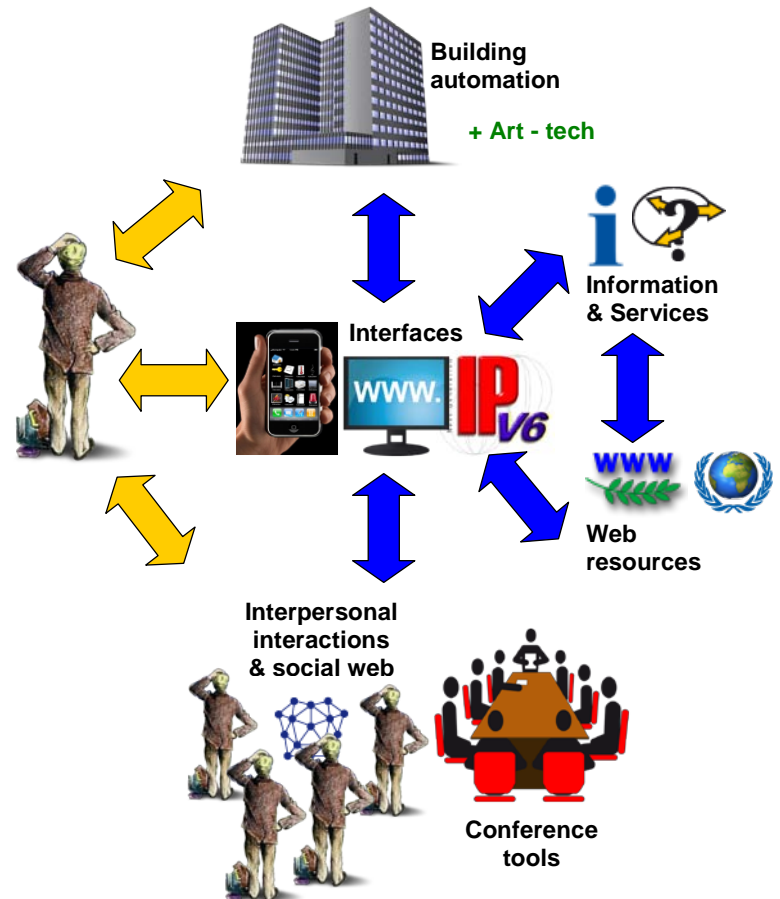 Building
automation
+ Art - tech
Information
& Services
Interfaces
www.
IP
V6
WWW
Web
resources
Interpersonal
interactions
& social web
Conference
tools